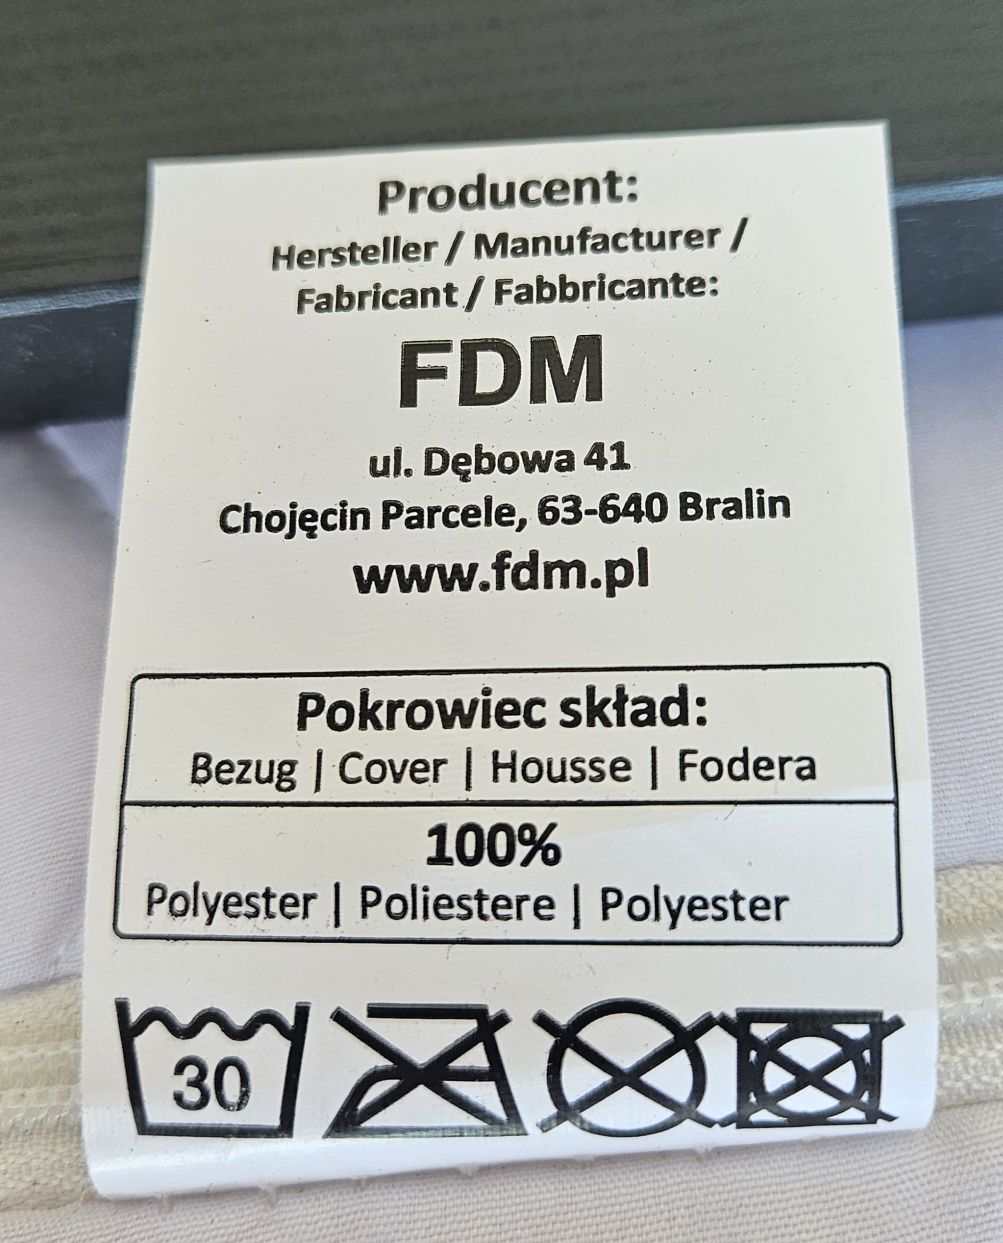 Producent:
Hersteller / Manufacturer /
Fabricant / Fabbricante:
FDM
ul. Dębowa 41
Chojęcin Parcele, 63-640 Bralin
www.fdm.pl
Pokrowiec skład:
Bezug | Cover | Housse | Fodera
100%
Polyester | Poliestere | Polyester
30